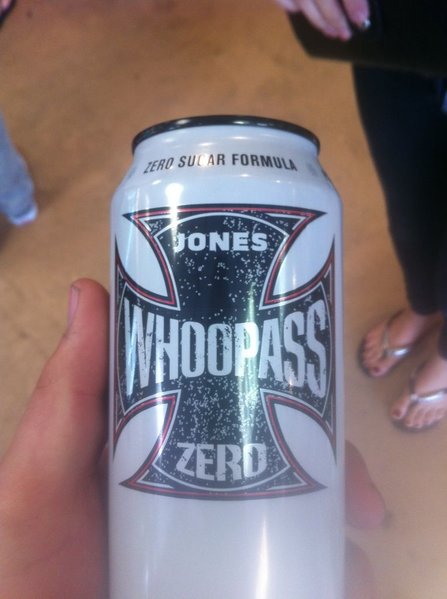 ZERO SUGAR FORMULA
JONES
WHOOPASS
ZERO